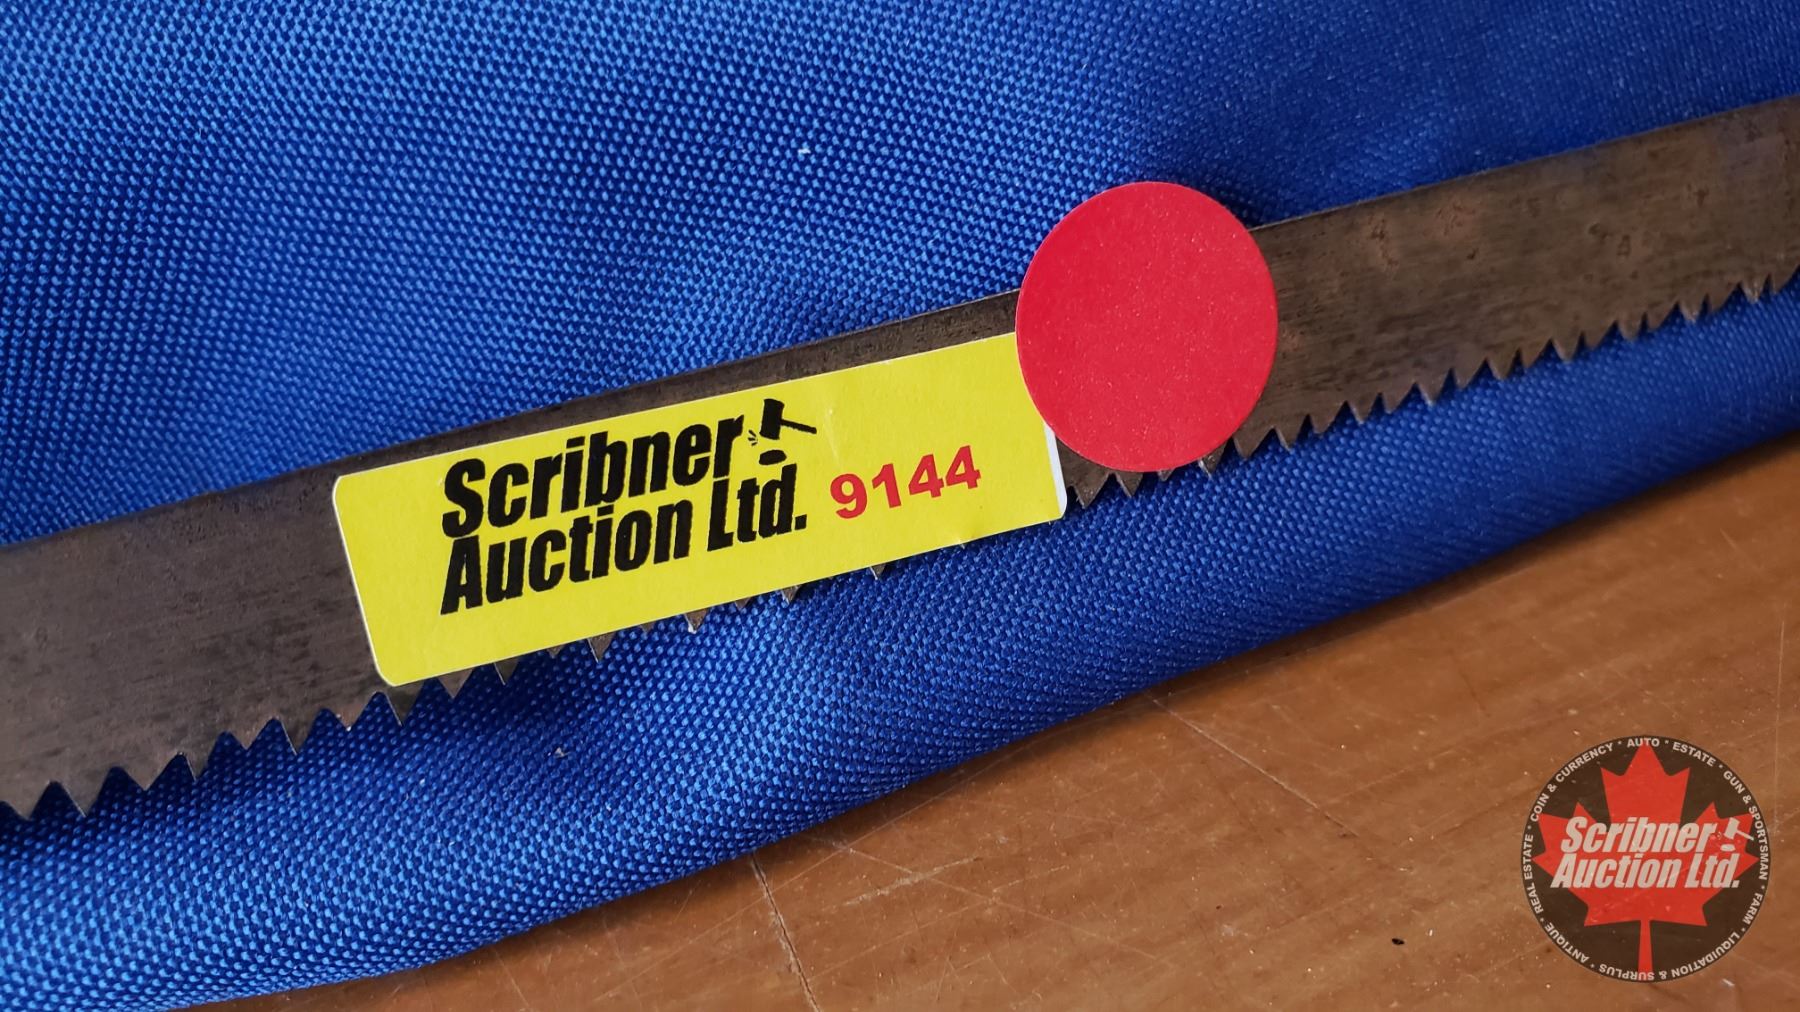 Scribner
Auction Ltd.
9144
REAL ESTATE * COIN & CURRENCY * AUTO * ESTATE * GUN & SPORTSMAN * FARM * LIQUIDATION & SURPLUS * ANTIQUE *
Scribner
Auction Ltd.